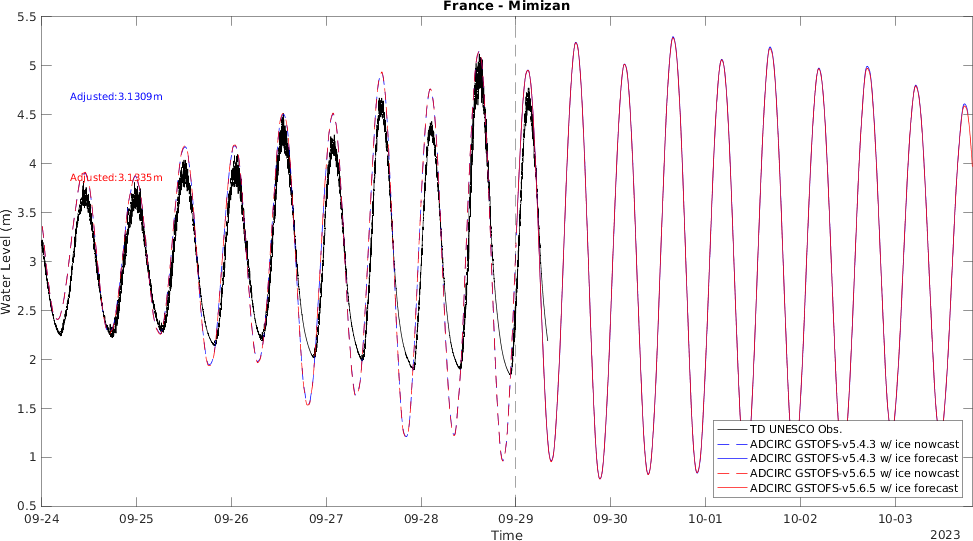 France - Mimizan
5.5
5
4.5
4
3.5
3
2.5
2
1.5
1
0.5
Water Level (m)
Adjusted:3.1309m
Adjusted:3.1335m
TD UNESCO Obs.
ADCIRC GSTOFS-v5.4.3 w/ ice nowcast
ADCIRC GSTOFS-v5.4.3 w/ ice forecast
ADCIRC GSTOFS-v5.6.5 w/ ice nowcast
ADCIRC GSTOFS-v5.6.5 w/ ice forecast
09-24 09-25 09-26 09-27 09-28 09-29 09-30 10-01 10-02 10-03
Time
2023